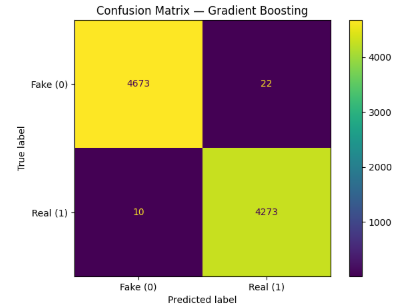 Confusion Matrix — Gradient Boosting
Fake (0)
4673
22
Real (1)
10
4273
Fake (0)
Real (1)
True label
Predicted label
4000
3000
2000
1000